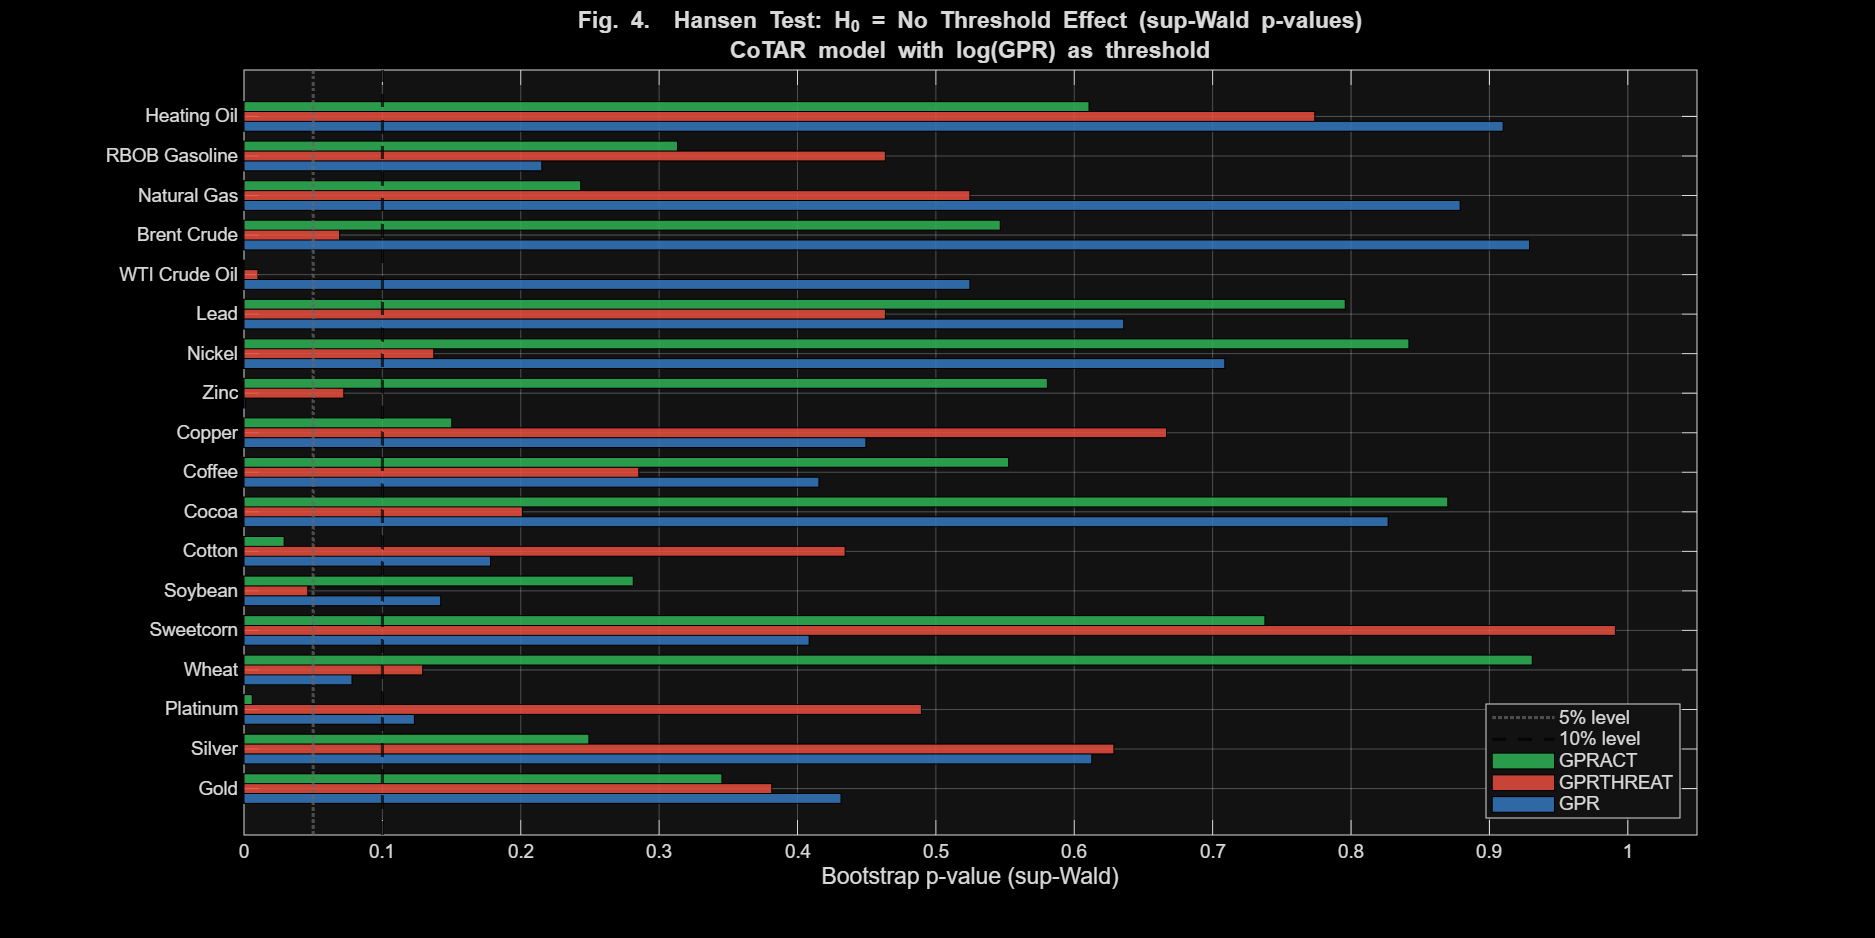 Fig. 4. Hansen Test: H0 = No Threshold Effect (sup-Wald p-values)
CoTAR model with log(GPR) as threshold
Heating Oil
RBOB Gasoline
Natural Gas
Brent Crude
WTI Crude Oil
Lead
Nickel
Zinc
Copper
Coffee
Cocoa
Cotton
Soybean
Sweetcorn
Wheat
Platinum
Silver
Gold
5% level
10% level
GPRACT
GPRTHREAT
GPR
0 0.1 0.2 0.3 0.4 0.5 0.6 0.7 0.8 0.9 1
Bootstrap p-value (sup-Wald)